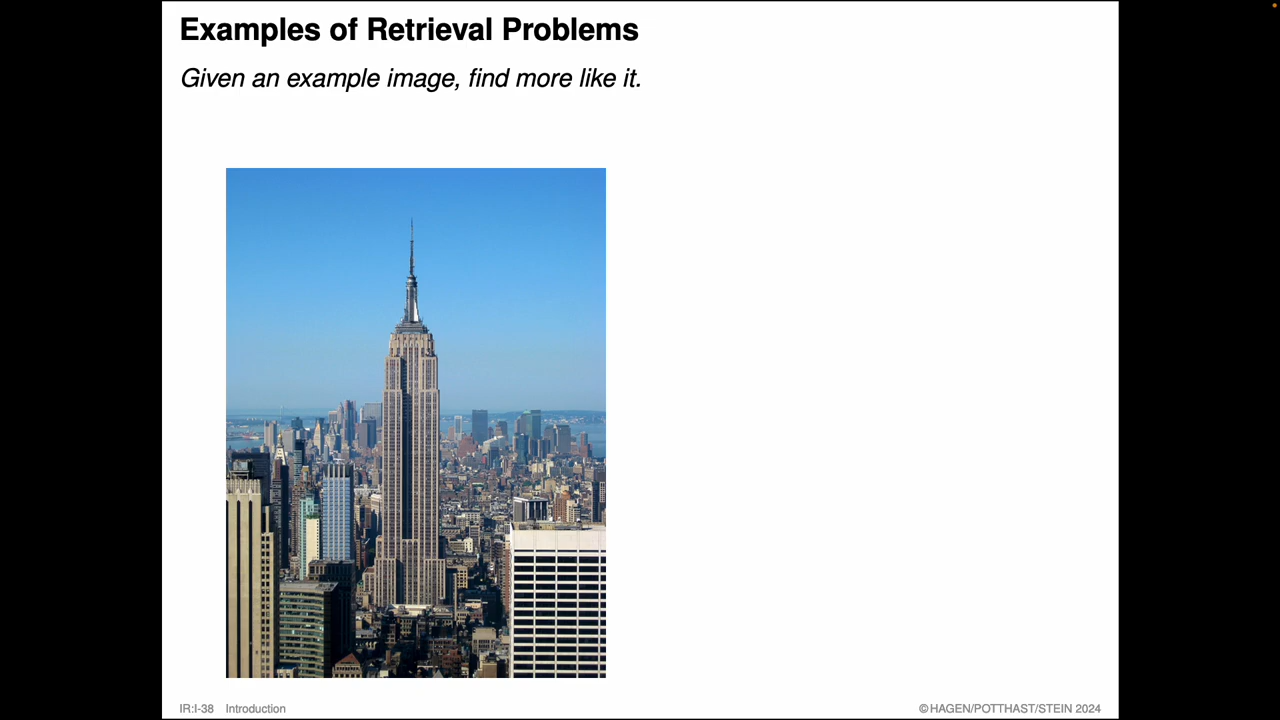 Examples of Retrieval Problems
Given an example image, find more like it.
IR:I-38 Introduction
©HAGEN/POTTHAST/STEIN 2024